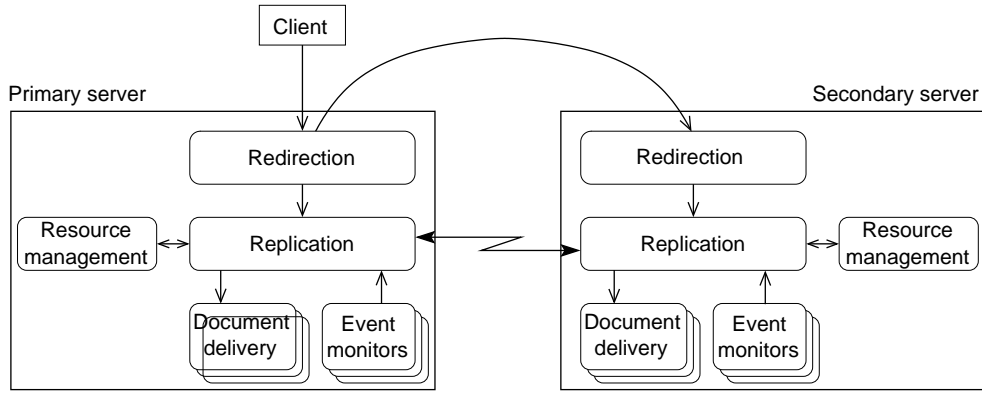 Client
Primary server
Secondary server
Redirection
Redirection
Resource
management
Replication
Replication
Resource
management
Document
delivery
Event
monitors
Document
delivery
Event
monitors